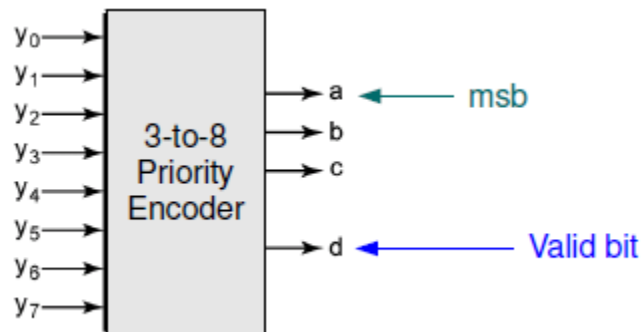 y0
y1
y2
y3
y4
y5
y6
y7
3-to-8
Priority
Encoder
a
b
c
d
msb
Valid bit